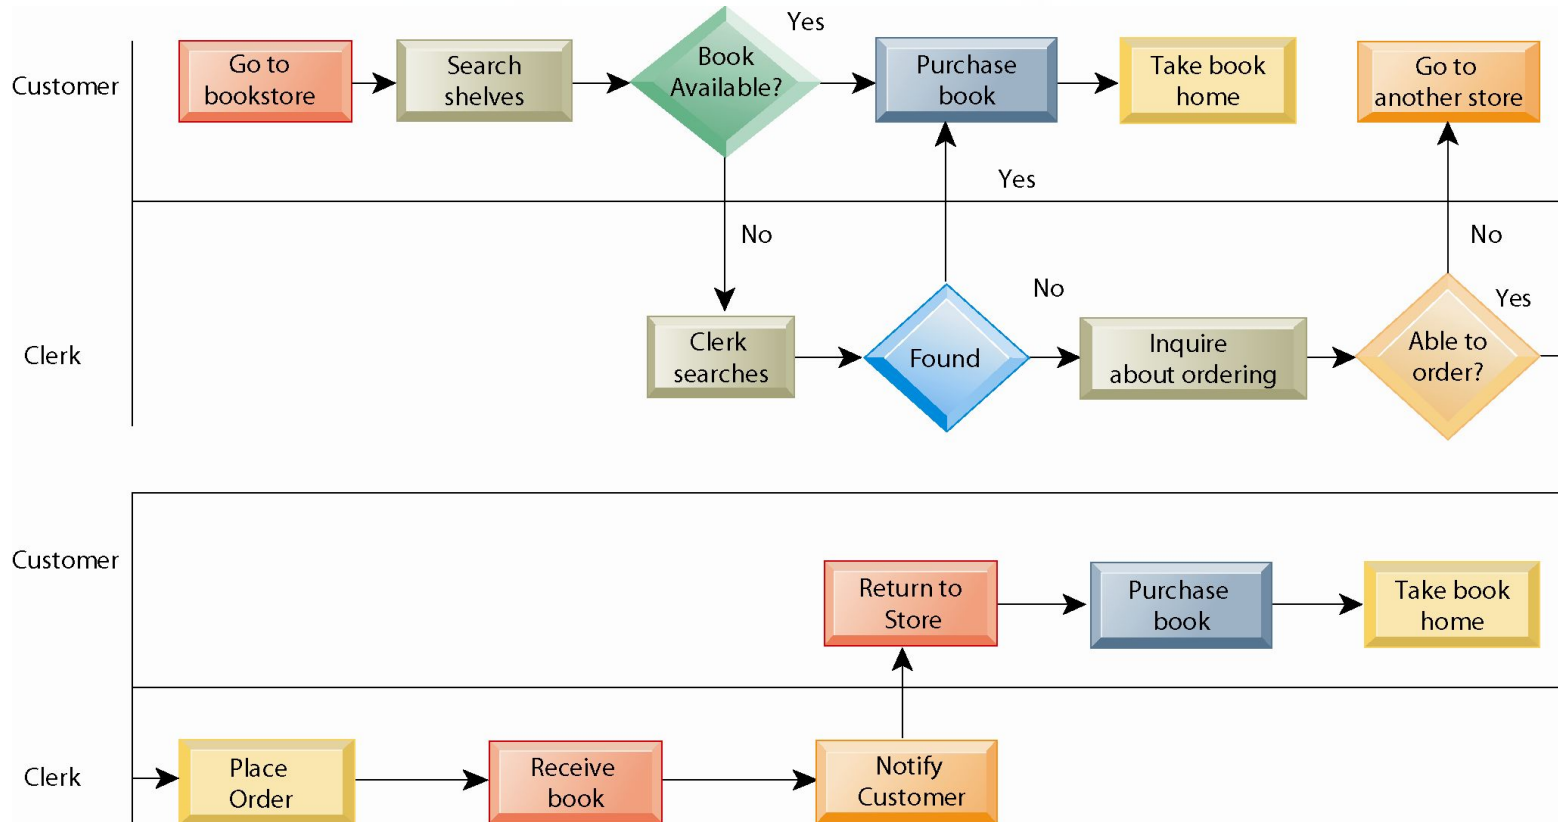 Yes
Customer
Go to
bookstore
Search
shelves
Book
Available?
Purchase
book
Take book
home
Go to
another store
Yes
No
No
No
Yes
Clerk
Clerk
searches
Found
Inquire
about ordering
Able to
order?
Customer
Return to
Store
Purchase
book
Take book
home
Clerk
Place
Order
Receive
book
Notify
Customer